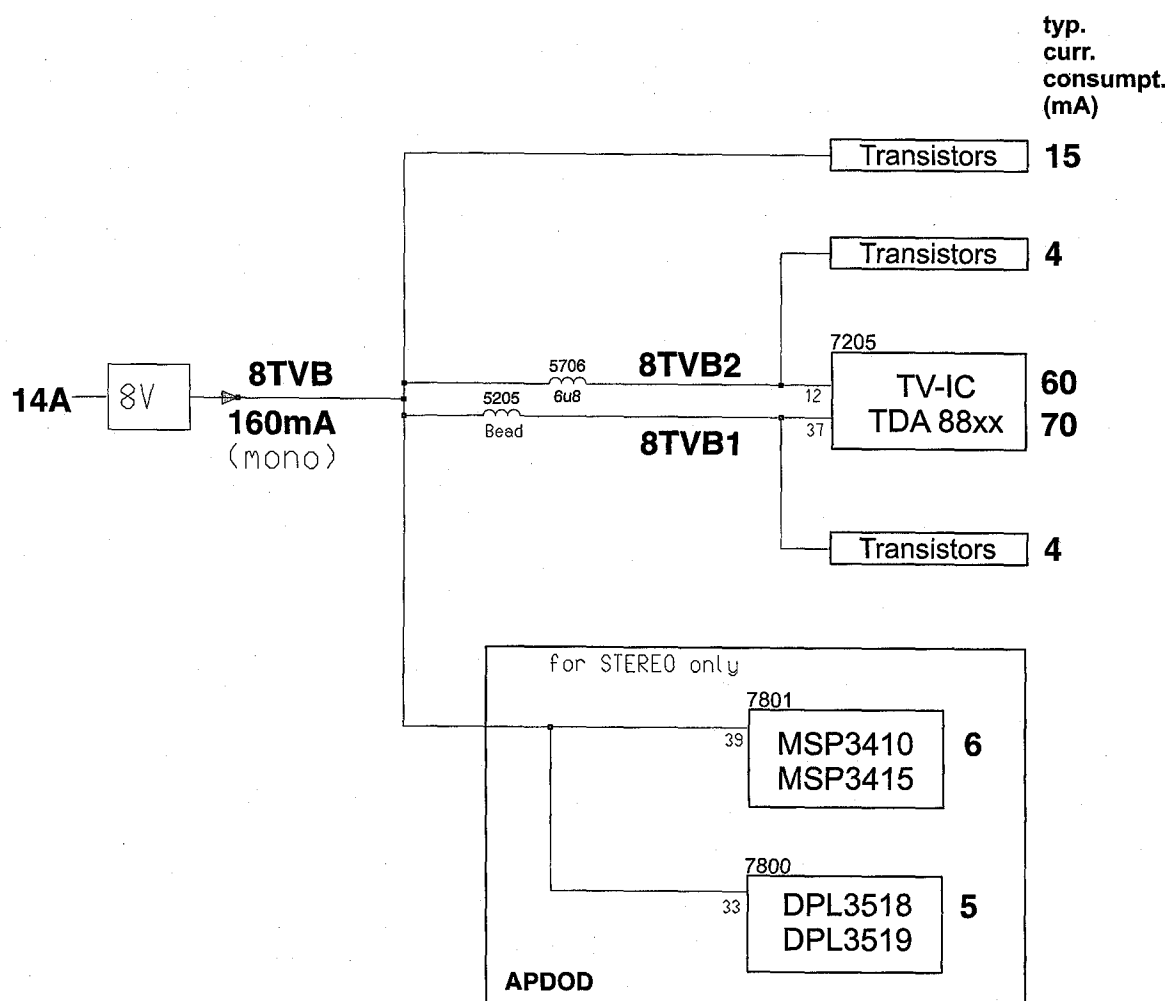 typ.
curr.
consumpt.
(mA)
Transistors 15
Transistors 4
7205
5706
8TVB2
8TVB
14A
8V
5205
6u8
12
TV-IC
60
160mA
Bead
37
TDA 88xx
70
(mono)
8TVB1
Transistors 4
for STEREO only
7801
39
MSP3410
6
MSP3415
7800
33
DPL3518
5
DPL3519
APDOD